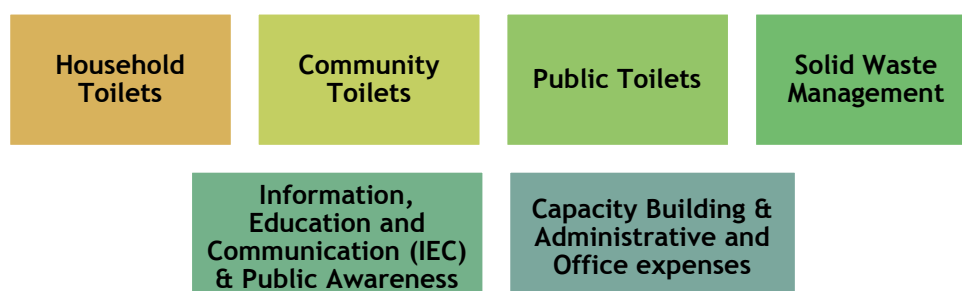 Household
Toilets
Community
Toilets
Public Toilets
Solid Waste
Management
Information,
Education and
Communication (IEC)
& Public Awareness
Capacity Building &
Administrative and
Office expenses